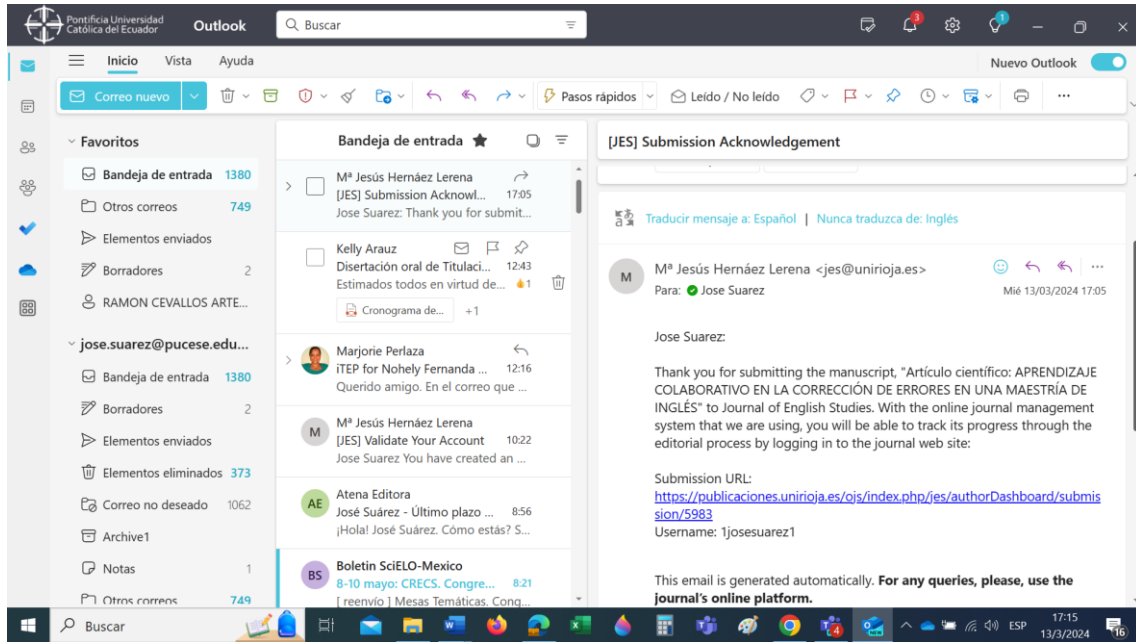 Pontificia Universidad
Católica del Ecuador
Outlook
Buscar
3
Inicio Vista Ayuda
Nuevo Outlook
Correo nuevo
Pasos rápidos
Leído / No leído
Favoritos
Bandeja de entrada 1380
Otros correos 749
Elementos enviados
Borradores 2
RAMON CEVALLOS ARTE...
jose.suarez@pucese.edu...
Bandeja de entrada 1380
Borradores 2
Elementos enviados
Elementos eliminados 373
Correo no deseado 1062
Archive1
Notas 1
Otros correos 749
Bandeja de entrada
Mª Jesús Hernáez Lerena
[JES] Submission Acknowl... 17:05
Jose Suarez: Thank you for submit...
Kelly Arauz
Disertación oral de Titulaci... 12:43
Estimados todos en virtud de... 1
Cronograma de... +1
Marjorie Perlaza
iTEP for Nohely Fernanda ... 12:16
Querido amigo. En el correo que ...
M
Mª Jesús Hernáez Lerena
[JES] Validate Your Account 10:22
Jose Suarez You have created an ...
AE
Atena Editora
José Suárez - Último plazo ... 8:56
¡Hola! José Suárez. Cómo estás? S...
BS
Boletin SciELO-Mexico
8-10 mayo: CRECS. Congre... 8:21
[ reenvío ] Mesas Temáticas. Cong...
[JES] Submission Acknowledgement
Traducir mensaje a: Español | Nunca traduzca de: Inglés
M
Mª Jesús Hernáez Lerena <jes@unirioja.es>
Para: Jose Suarez
Mié 13/03/2024 17:05
Jose Suarez:
Thank you for submitting the manuscript, "Artículo científico: APRENDIZAJE
COLABORATIVO EN LA CORRECCIÓN DE ERRORES EN UNA MAESTRÍA DE
INGLÉS" to Journal of English Studies. With the online journal management
system that we are using, you will be able to track its progress through the
editorial process by logging in to the journal web site:
Submission URL:
https://publicaciones.unirioja.es/ojs/index.php/jes/authorDashboard/submis
sion/5983
Username: 1josesuarez1
This email is generated automatically. For any queries, please, use the
journal's online platform.
Buscar
ESP
17:15
13/3/2024
16